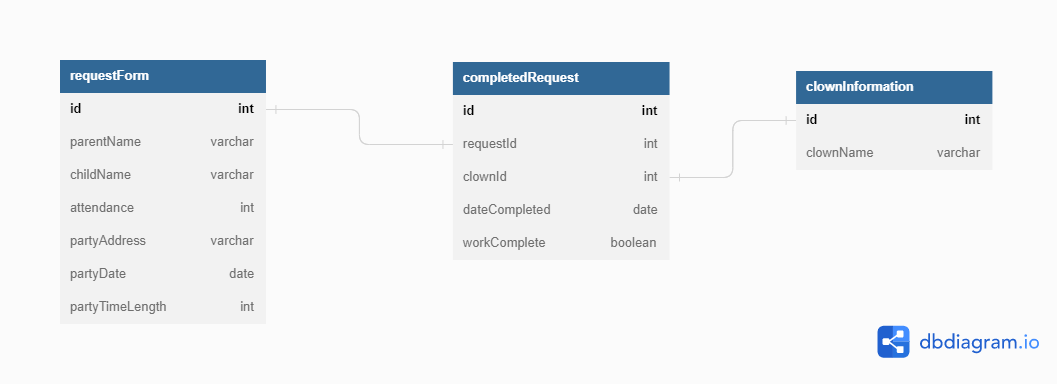 requestForm
id int
parentName varchar
childName varchar
attendance int
partyAddress varchar
partyDate date
partyTimeLength int
completedRequest
id int
requestId int
clownId int
dateCompleted date
workComplete boolean
clownInformation
id int
clownName varchar
dbdiagram.io